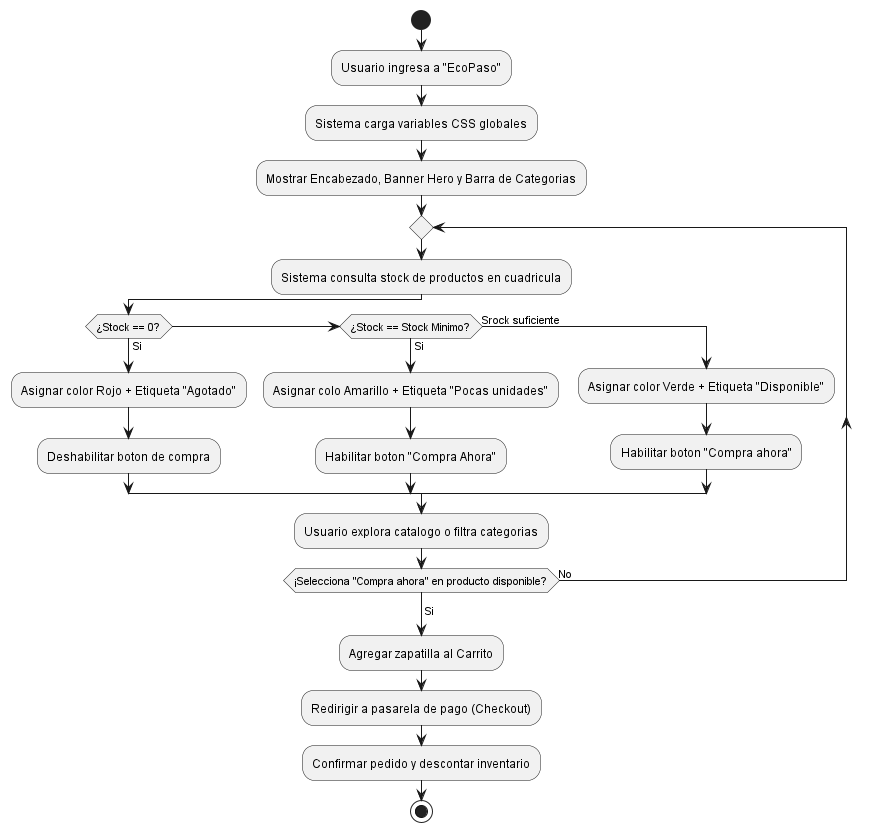 Usuario ingresa a "EcoPaso"
Sistema carga variables CSS globales
Mostrar Encabezado, Banner Hero y Barra de Categorias
Sistema consulta stock de productos en cuadricula
¿Stock == 0?
¿Stock == Stock Minimo?
Srock suficiente
Si
Si
Asignar color Rojo + Etiqueta "Agotado"
Asignar colo Amarillo + Etiqueta "Pocas unidades"
Asignar color Verde + Etiqueta "Disponible"
Deshabilitar boton de compra
Habilitar boton "Compra Ahora"
Habilitar boton "Compra ahora"
Usuario explora catalogo o filtra categorias
¡Selecciona "Compra ahora" en producto disponible?
No
Si
Agregar zapatilla al Carrito
Redirigir a pasarela de pago (Checkout)
Confirmar pedido y descontar inventario